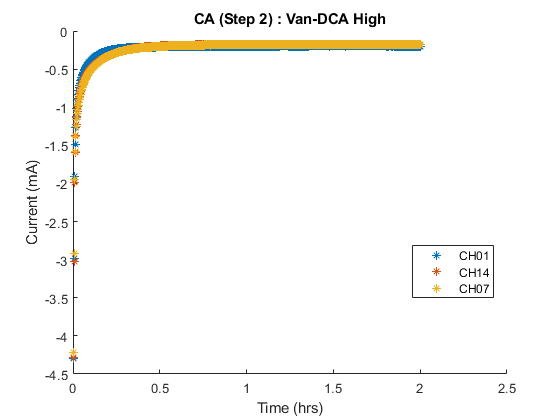 CA (Step 2) : Van-DCA High
0
-0.5
-1
-1.5
-2
-2.5
-3
-3.5
-4
-4.5
Current (mA)
CH01
CH14
CH07
0 0.5 1 1.5 2 2.5
Time (hrs)